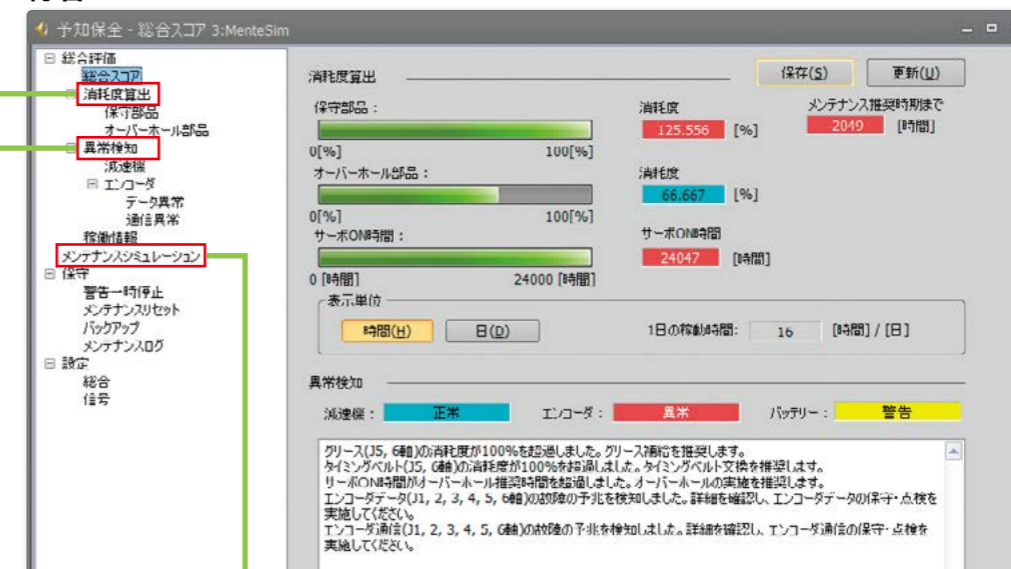 予知保全 - 総合スコア 3:MenteSim
総合評価
総合スコア
消耗度算出
保守部品
オーバーホール部品
異常検知
減速機
エンコーダ
データ異常
通信異常
稼働情報
メンテナンスシミュレーション
保守
警告一時停止
メンテナンスリセット
バックアップ
メンテナンスログ
設定
総合
信号
消耗度算出
保存(S) 更新(U)
保守部品： 消耗度 メンテナンス推奨時期まで
125.556 [%] -2049 [時間]
0[%] 100[%]
オーバーホール部品： 消耗度
66.667 [%]
0[%] 100[%]
サーボON時間： サーボON時間
24047 [時間]
0 [時間] 24000 [時間]
表示単位
時間(H) 日(D) 1日の稼動時間: 16 [時間] / [日]
異常検知
減速機： 正常 エンコーダ： 異常 バッテリー： 警告
グリース(J5, 6軸)の消耗度が100%を超過しました。グリース補給を推奨します。
タイミングベルト(J5, 6軸)の消耗度が100%を超過しました。タイミングベルト交換を推奨します。
サーボON時間がオーバーホール推奨時間を超過しました。オーバーホールの実施を推奨します。
エンコーダデータ(J1, 2, 3, 4, 5, 6軸)の故障の予兆を検知しました。詳細を確認し、エンコーダデータの保守・点検を
実施してください。
エンコーダ通信(J1, 2, 3, 4, 5, 6軸)の故障の予兆を検知しました。詳細を確認し、エンコーダ通信の保守・点検を
実施してください。